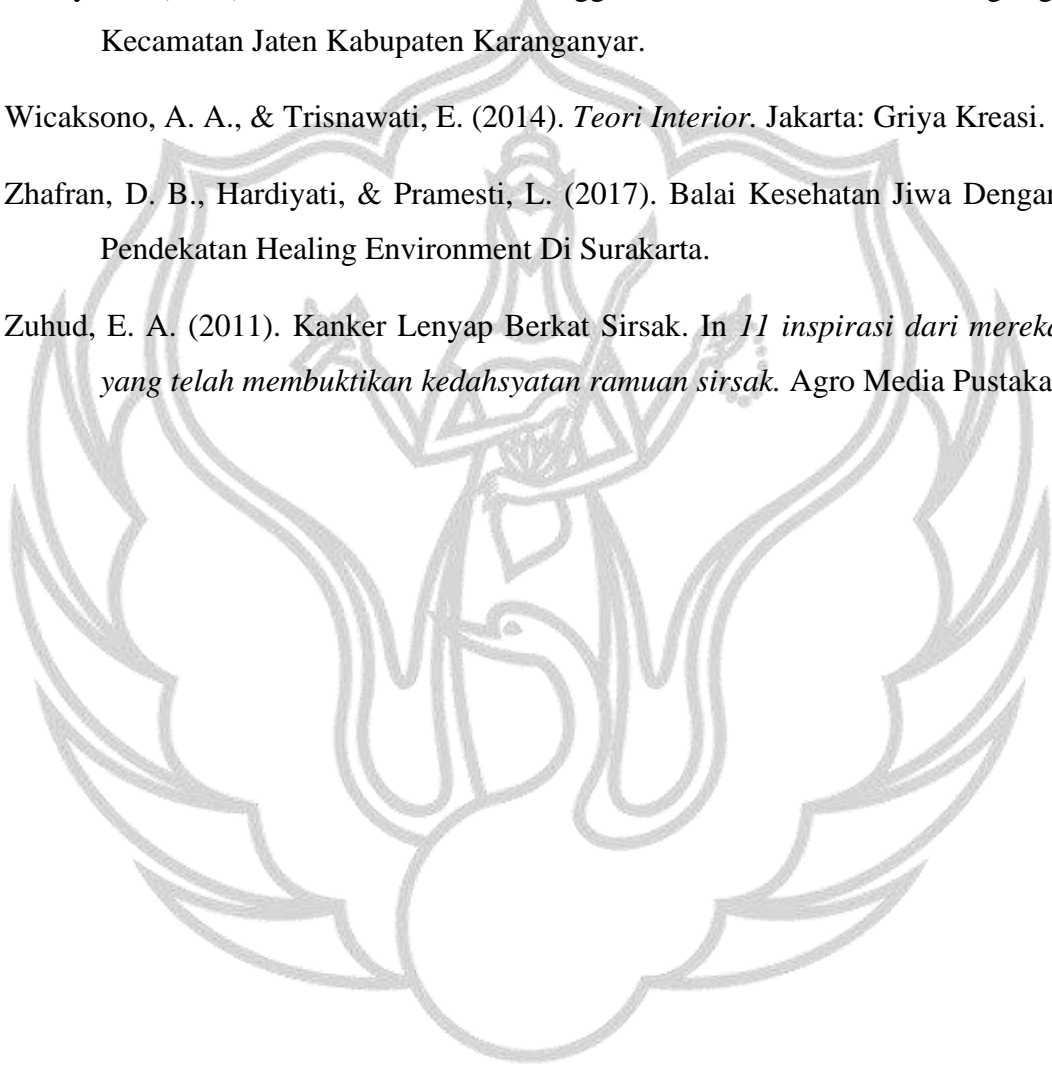 Kecamatan Jaten Kabupaten Karanganyar.
Wicaksono, A. A., & Trisnawati, E. (2014). Teori Interior. Jakarta: Griya Kreasi.
Zhafran, D. B., Hardiyati, & Pramesti, L. (2017). Balai Kesehatan Jiwa Dengan
Pendekatan Healing Environment Di Surakarta.
Zuhud, E. A. (2011). Kanker Lenyap Berkat Sirsak. In 11 inspirasi dari mereka
yang telah membuktikan kedahsyatan ramuan sirsak. Agro Media Pustaka